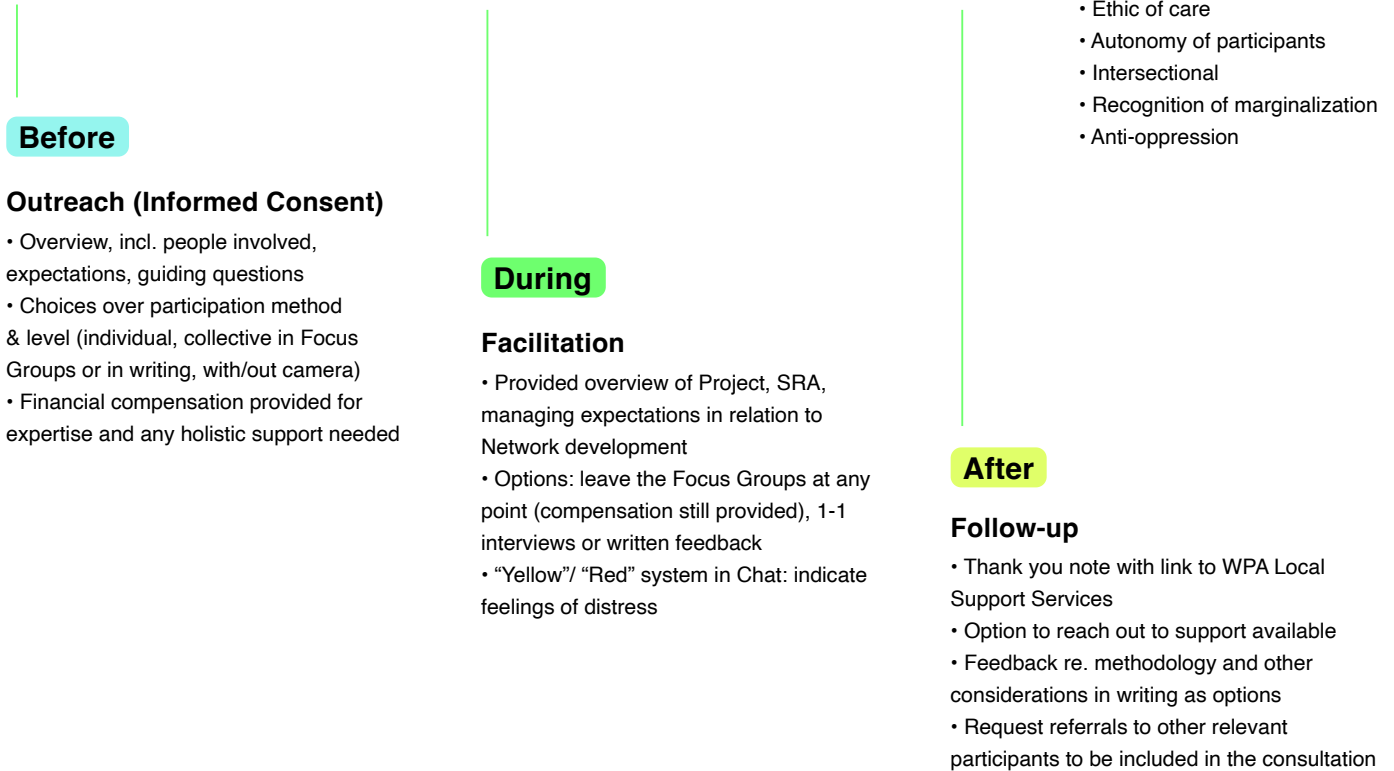 • Ethic of care
• Autonomy of participants
• Intersectional
• Recognition of marginalization
• Anti-oppression
Before
Outreach (Informed Consent)
• Overview, incl. people involved,
expectations, guiding questions
• Choices over participation method
& level (individual, collective in Focus
Groups or in writing, with/out camera)
• Financial compensation provided for
expertise and any holistic support needed
During
Facilitation
• Provided overview of Project, SRA,
managing expectations in relation to
Network development
• Options: leave the Focus Groups at any
point (compensation still provided), 1-1
interviews or written feedback
• “Yellow”/ “Red” system in Chat: indicate
feelings of distress
After
Follow-up
• Thank you note with link to WPA Local
Support Services
• Option to reach out to support available
• Feedback re. methodology and other
considerations in writing as options
• Request referrals to other relevant
participants to be included in the consultation